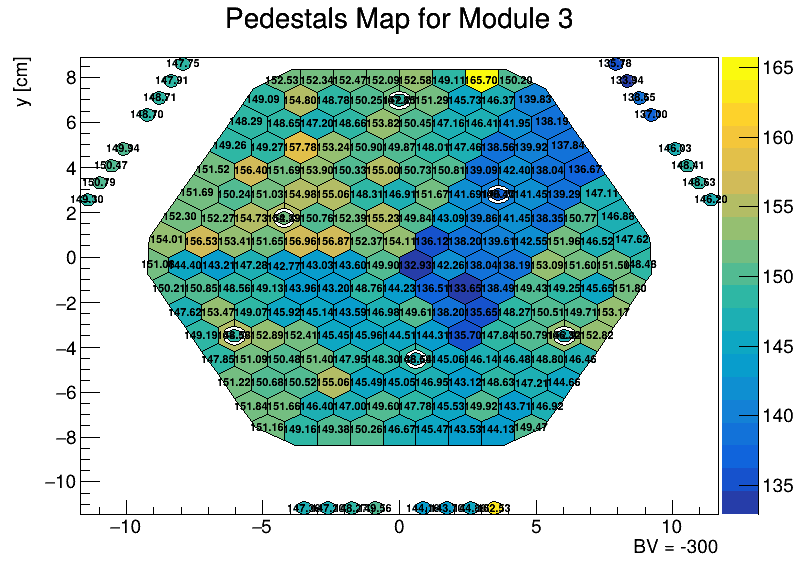 Pedestals Map for Module 3
y [cm]
147.75 135.78 165
147.91 133.94
8 152.53 152.34 152.47 152.09 152.58 149.11 165.70 150.20
148.71 138.65
149.09 154.80 148.78 150.25 151.29 145.73 146.37 139.83
148.70 137.00
6 148.29 148.65 147.20 148.66 153.82 150.45 147.16 146.41 141.95 138.19 160
149.94 149.26 149.27 157.78 153.24 150.90 149.87 148.01 147.46 138.56 139.92 137.84 146.03
4 150.47 151.52 156.40 151.69 153.90 150.33 155.00 150.73 150.81 139.09 142.40 138.04 136.67 148.41
150.79 151.69 150.24 151.03 154.98 155.06 148.31 146.91 151.67 141.45 139.29 147.11 148.63 155
149.30 146.20
2 152.30 152.27 154.73 150.76 152.39 155.23 149.84 143.09 139.86 141.45 138.35 150.77 146.88
154.01 156.53 153.41 151.65 156.96 156.87 152.37 154.11 136.12 138.20 139.61 142.55 151.96 146.52 147.62
0 144.40 143.21 147.28 142.77 143.03 143.60 149.90 132.93 142.26 138.04 138.19 153.09 151.60 148.48 150
−2 150.21 150.85 148.56 149.13 143.96 143.20 148.76 144.23 136.51 133.65 138.49 149.43 149.25 145.65 151.80
147.62 153.47 149.07 145.92 145.14 143.59 146.98 149.61 138.20 135.65 148.26 150.80 149.71 153.17
−4 149.19 152.89 152.41 145.45 145.96 144.51 144.31 135.70 147.84 150.79 152.82 145
147.85 151.09 150.48 151.40 147.95 148.30 145.06 146.14 146.48 148.80
−6 151.22 150.68 150.52 155.06 145.49 145.05 146.95 143.12 148.63 147.21 144.66
151.84 151.66 146.40 147.00 149.60 147.78 145.53 149.92 143.71 146.92 140
−8 151.16 149.16 149.38 150.26 146.67 145.47 143.53 144.13 149.47
−10 135
149.56 162.53
−10 −5 0 5 10
BV = -300